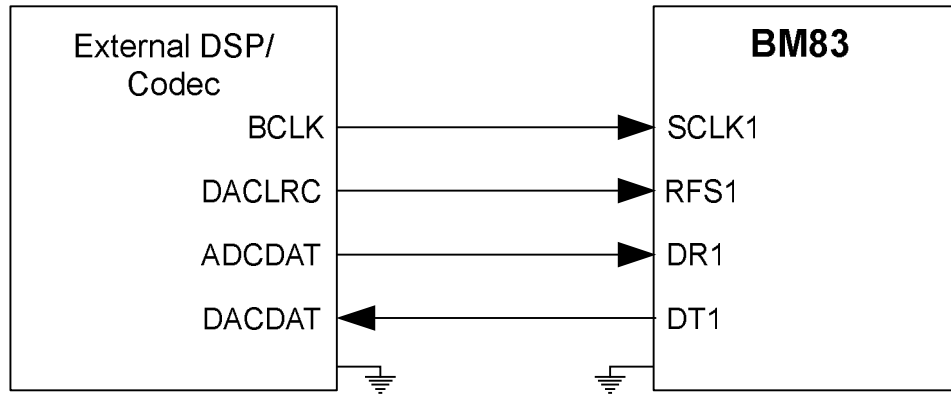 External DSP/
Codec
BCLK
DACLRC
ADCDAT
DACDAT
BM83
SCLK1
RFS1
DR1
DT1